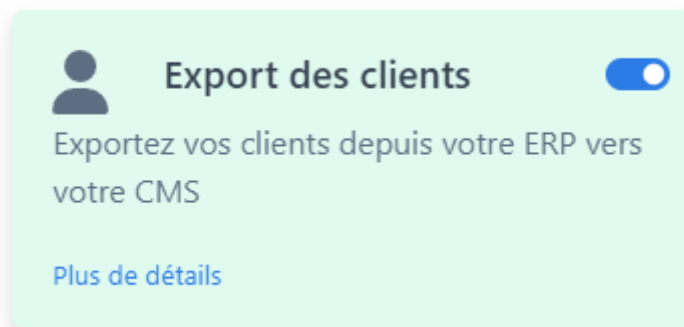 Export des clients
Exportez vos clients depuis votre ERP vers
votre CMS
Plus de détails